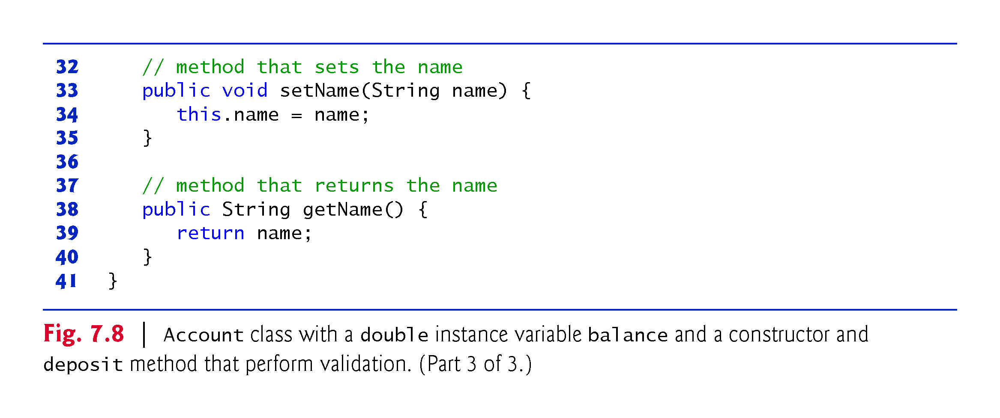 32 // method that sets the name
33 public void setName(String name) {
34 this.name = name;
35 }
36
37 // method that returns the name
38 public String getName() {
39 return name;
40 }
41 }
Fig. 7.8 | Account class with a double instance variable balance and a constructor and
deposit method that perform validation. (Part 3 of 3.)